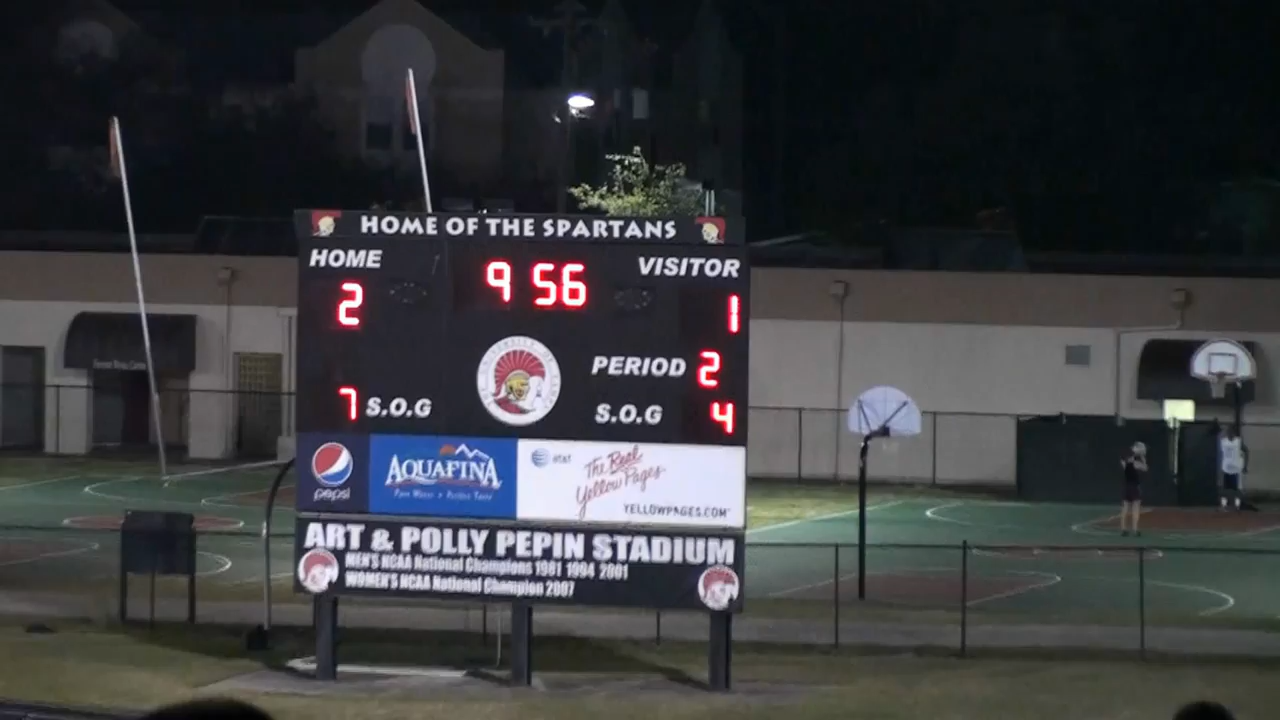 HOME OF THE SPARTANS
HOME
9 56
VISITOR
2
1
PERIOD 2
7 S.O.G
S.O.G 4
pepsi
AQUAFINA
Pure Water • Perfect Taste
at&t
The Real
Yellow Pages
YELLOWPAGES.COM
ART & POLLY PEPIN STADIUM
MEN'S NCAA National Champions 1981 1994 2001
WOMEN'S NCAA National Champion 2007